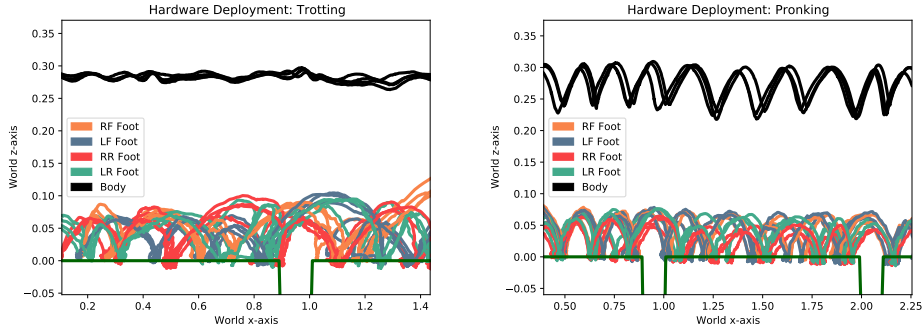 Hardware Deployment: Trotting
0.35
0.30
0.25
0.20
0.15
0.10
0.05
0.00
−0.05
World z-axis
RF Foot
LF Foot
RR Foot
LR Foot
Body
0.2 0.4 0.6 0.8 1.0 1.2 1.4
World x-axis
Hardware Deployment: Pronking
0.35
0.30
0.25
0.20
0.15
0.10
0.05
0.00
−0.05
World z-axis
RF Foot
LF Foot
RR Foot
LR Foot
Body
0.50 0.75 1.00 1.25 1.50 1.75 2.00 2.25
World x-axis